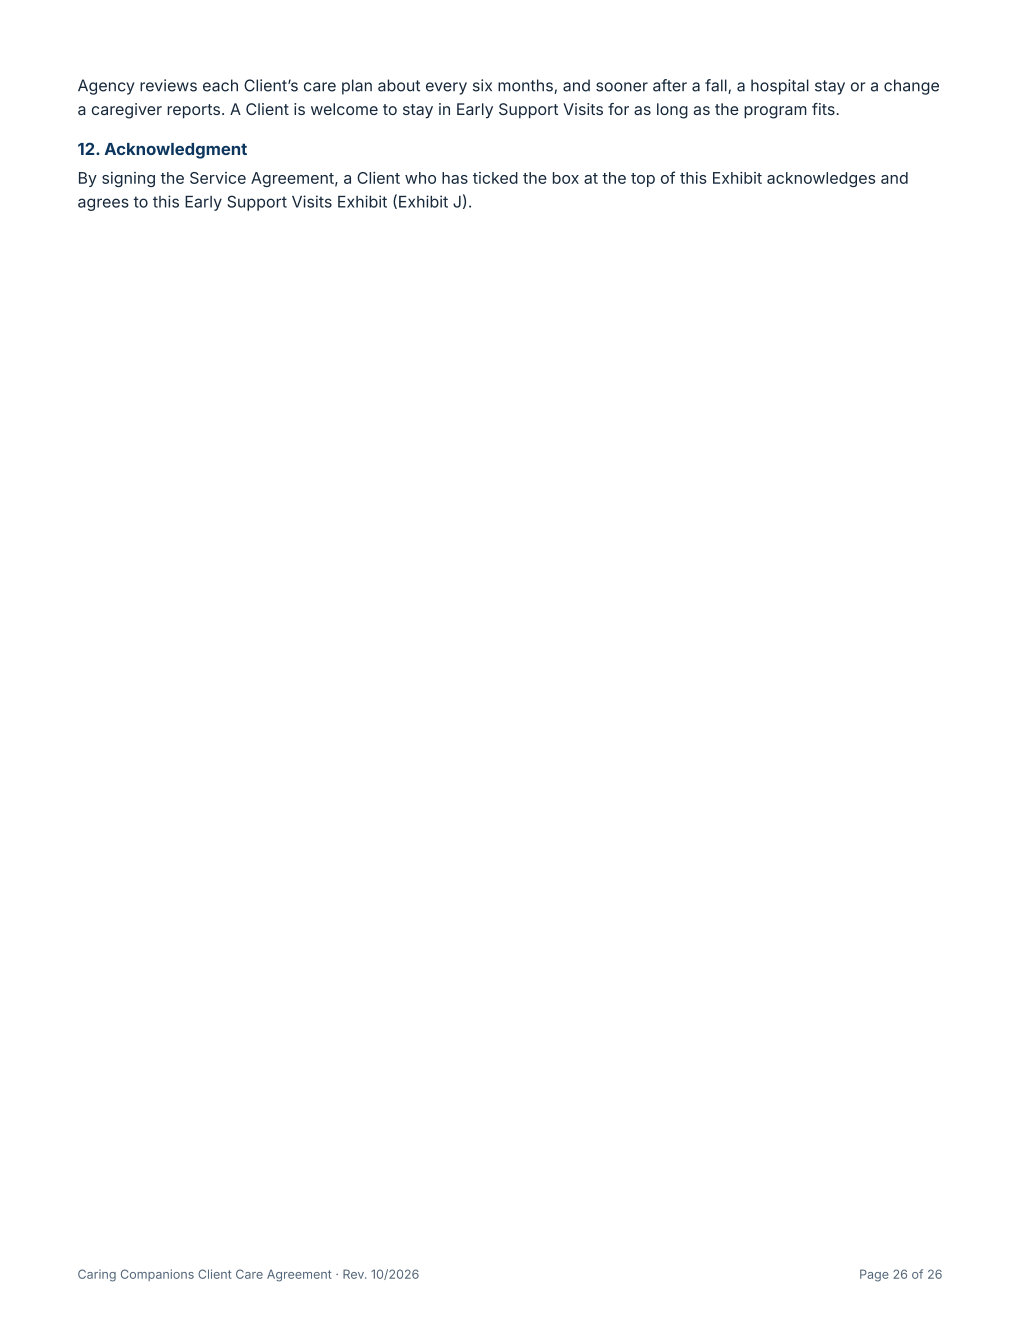 Agency reviews each Client’s care plan about every six months, and sooner after a fall, a hospital stay or a change
a caregiver reports. A Client is welcome to stay in Early Support Visits for as long as the program fits.
12. Acknowledgment
By signing the Service Agreement, a Client who has ticked the box at the top of this Exhibit acknowledges and
agrees to this Early Support Visits Exhibit (Exhibit J).
Caring Companions Client Care Agreement · Rev. 10/2026
Page 26 of 26